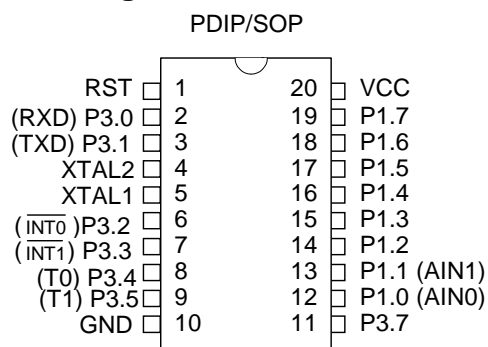 PDIP/SOP
RST 1 20 VCC
(RXD) P3.0 2 19 P1.7
(TXD) P3.1 3 18 P1.6
XTAL2 4 17 P1.5
XTAL1 5 16 P1.4
(INT0)P3.2 6 15 P1.3
(INT1) P3.3 7 14 P1.2
(T0) P3.4 8 13 P1.1 (AIN1)
(T1) P3.5 9 12 P1.0 (AIN0)
GND 10 11 P3.7